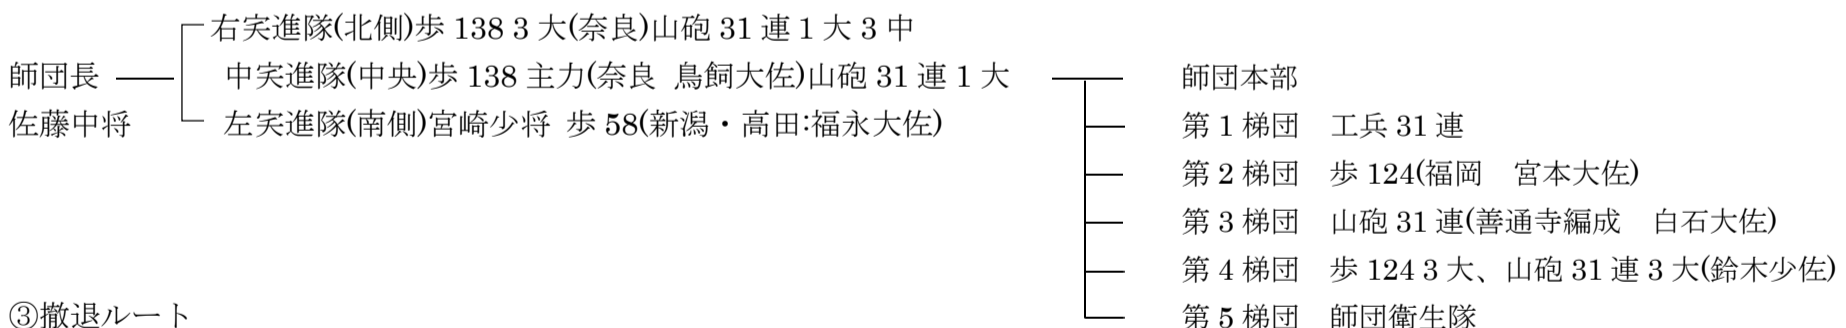 右実進隊(北側)歩 138 3 大(奈良)山砲 31 連 1 大 3 中
師団長 中実進隊(中央)歩 138 主力(奈良 鳥飼大佐)山砲 31 連 1 大 師団本部
佐藤中将 左実進隊(南側)宮崎少将 歩 58(新潟・高田:福永大佐) 第 1 梯団 工兵 31 連
第 2 梯団 歩 124(福岡 宮本大佐)
第 3 梯団 山砲 31 連(善通寺編成 白石大佐)
第 4 梯団 歩 124 3 大、山砲 31 連 3 大(鈴木少佐)
③撤退ルート 第 5 梯団 師団衛生隊